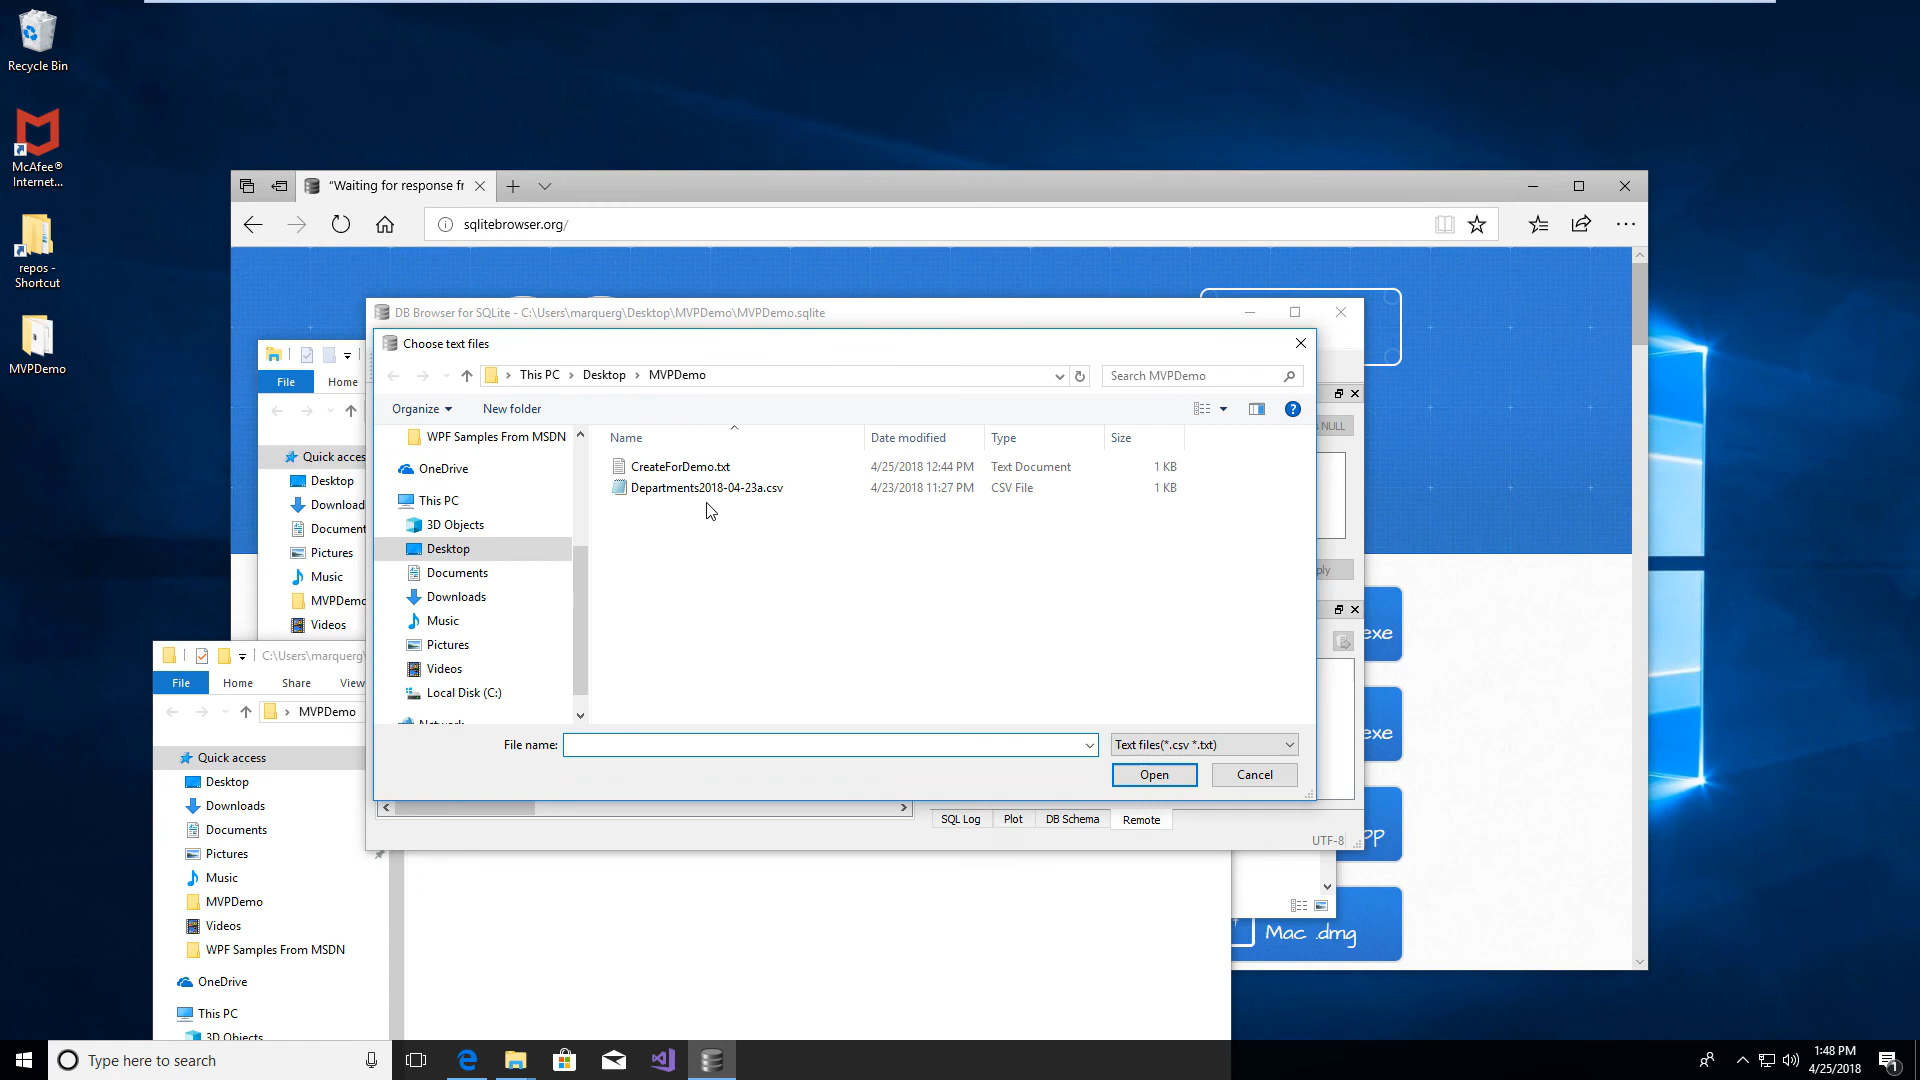 Recycle Bin
McAfee®
Internet...
repos -
Shortcut
MVPDemo
"Waiting for response fr
sqlitebrowser.org/
DB Browser for SQLite - C:\Users\marquerg\Desktop\MVPDemo\MVPDemo.sqlite
Choose text files
This PC
Desktop
MVPDemo
Search MVPDemo
Organize
New folder
Name
Date modified
Type
Size
CreateForDemo.txt
4/25/2018 12:44 PM
Text Document
1 KB
Departments2018-04-23a.csv
4/23/2018 11:27 PM
CSV File
1 KB
WPF Samples From MSDN
OneDrive
This PC
3D Objects
Desktop
Documents
Downloads
Music
Pictures
Videos
Local Disk (C:)
Network
File name:
Text files(*.csv *.txt)
Open
Cancel
NULL
ply
SQL Log
Plot
DB Schema
Remote
UTF-8
File
Home
Quick acces
Desktop
Download
Document
Pictures
Music
MVPDemo
Videos
C:\Users\marquerg\
File
Home
Share
View
MVPDemo
Quick access
Desktop
Downloads
Documents
Pictures
Music
MVPDemo
Videos
WPF Samples From MSDN
OneDrive
This PC
3D Objects
.exe
.exe
pp
Mac .dmg
Type here to search
1:48 PM
4/25/2018
1